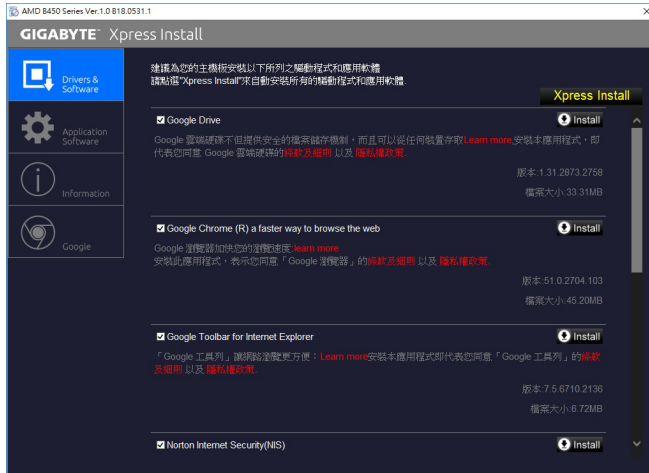 AMD B450 Series Ver.1.0 B18.0531.1
GIGABYTE™ Xpress Install
Drivers &
Software
Application
Software
Information
Google
建議為您的主機板安裝以下所列之驅動程式和應用軟體
請點選"Xpress Install"來自動安裝所有的驅動程式和應用軟體.
Xpress Install
Google Drive
Install
Google 雲端硬碟不但提供安全的檔案儲存機制，而且可以從任何裝置存取Learn more.安裝本應用程式，即
代表您同意 Google 雲端硬碟的條款及細則 以及 隱私權政策.
版本:1.31.2873.2758
檔案大小:33.31MB
Google Chrome (R) a faster way to browse the web
Install
Google 瀏覽器加快您的瀏覽速度:learn more
安裝此應用程式，表示您同意「Google 瀏覽器」的條款及細則 以及 隱私權政策.
版本:51.0.2704.103
檔案大小:45.20MB
Google Toolbar for Internet Explorer
Install
「Google 工具列」讓網路瀏覽更方便：Learn more安裝本應用程式即代表您同意「Google 工具列」的條款
及細則 以及 隱私權政策.
版本:7.5.6710.2136
檔案大小:6.72MB
Norton Internet Security(NIS)
Install